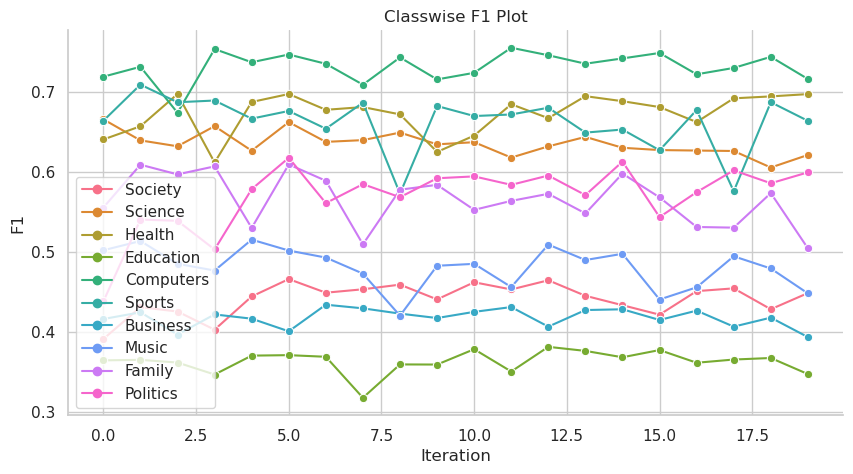 Classwise F1 Plot
F1
0.7
0.6
0.5
0.4
0.3
Society
Science
Health
Education
Computers
Sports
Business
Music
Family
Politics
0.0 2.5 5.0 7.5 10.0 12.5 15.0 17.5
Iteration